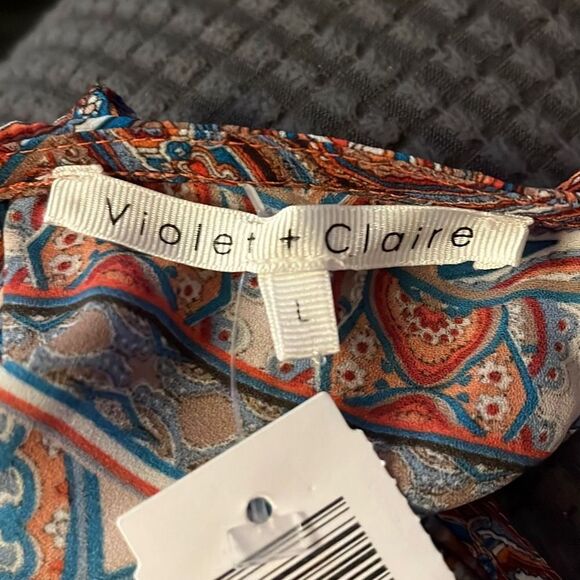 Violet + Claire
L